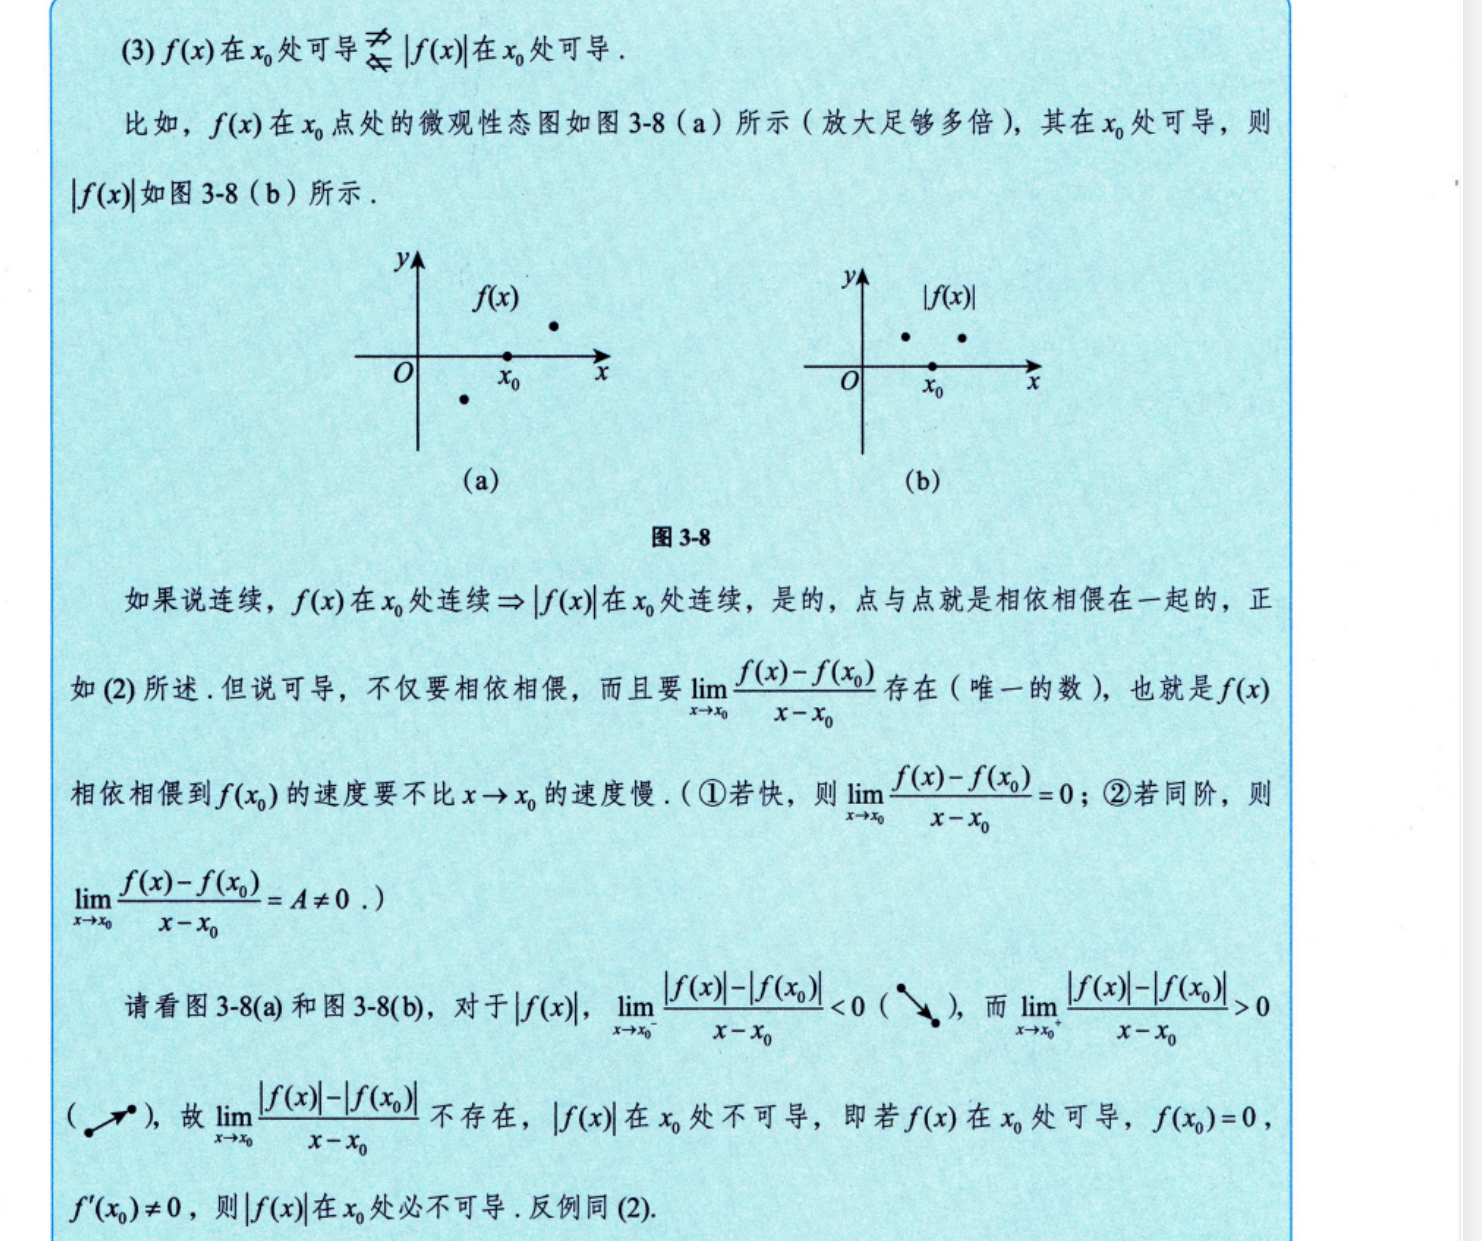 (3) f(x) 在 x₀ 处可导 ⇏⇍ |f(x)| 在 x₀ 处可导 .
比如，f(x) 在 x₀ 点处的微观性态图如图 3-8（a）所示（放大足够多倍），其在 x₀ 处可导，则
|f(x)| 如图 3-8（b）所示 .
y f(x) O x₀ x
(a)
y |f(x)| O x₀ x
(b)
图 3-8
如果说连续，f(x) 在 x₀ 处连续 ⇒ |f(x)| 在 x₀ 处连续，是的，点与点就是相依相偎在一起的，正
如 (2) 所述 . 但说可导，不仅要相依相偎，而且要 lim_{x→x₀} (f(x)−f(x₀))/(x−x₀) 存在（唯一的数），也就是 f(x)
相依相偎到 f(x₀) 的速度要不比 x→x₀ 的速度慢 . (①若快，则 lim_{x→x₀} (f(x)−f(x₀))/(x−x₀) = 0；②若同阶，则
lim_{x→x₀} (f(x)−f(x₀))/(x−x₀) = A ≠ 0 .)
请看图 3-8(a) 和图 3-8(b)，对于 |f(x)|，lim_{x→x₀⁻} (|f(x)|−|f(x₀)|)/(x−x₀) < 0 ( )，而 lim_{x→x₀⁺} (|f(x)|−|f(x₀)|)/(x−x₀) > 0
( )，故 lim_{x→x₀} (|f(x)|−|f(x₀)|)/(x−x₀) 不存在，|f(x)| 在 x₀ 处不可导，即若 f(x) 在 x₀ 处可导，f(x₀)=0，
f′(x₀)≠0，则 |f(x)| 在 x₀ 处必不可导 . 反例同 (2).